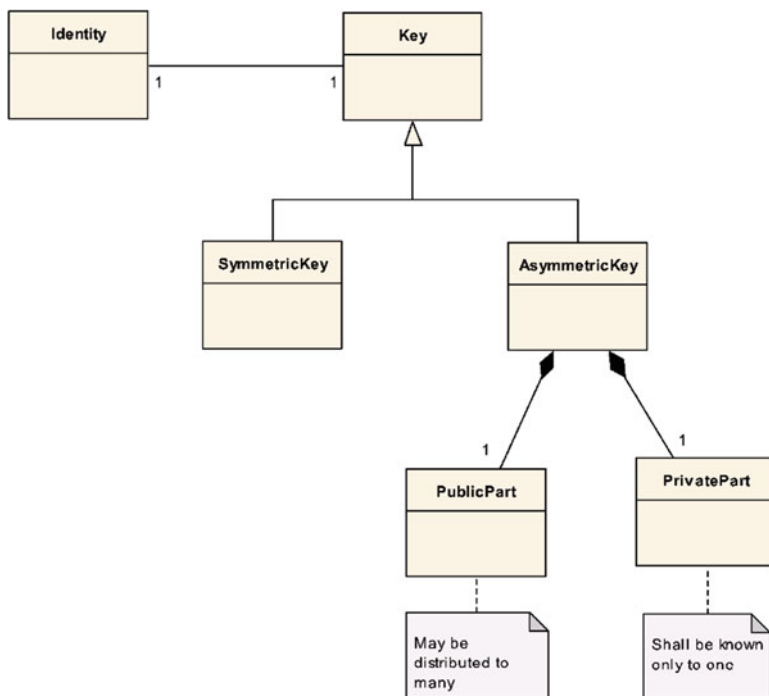 Identity
Key
1
1
SymmetricKey
AsymmetricKey
1
1
PublicPart
PrivatePart
May be
distributed to
many
Shall be known
only to one